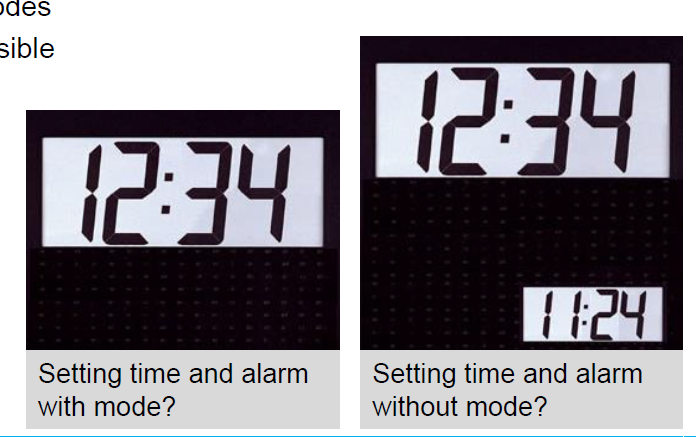 odes
sible
12:34
12:34
11:24
Setting time and alarm
with mode?
Setting time and alarm
without mode?